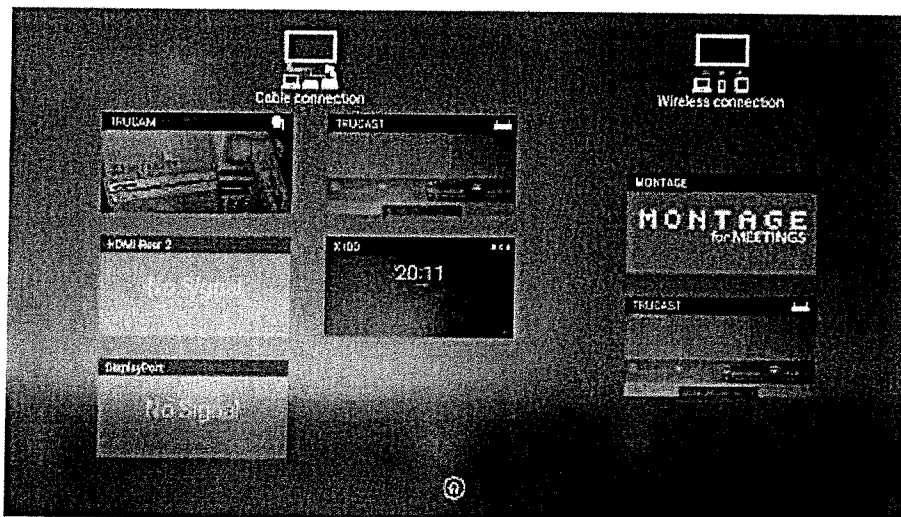 Cable connection
Wireless connection
TRUCAM
TRUCAST
MONTAGE
MONTAGE
for MEETINGS
HDMI Rear 2
No Signal
X100
20:11
TRUCAST
DisplayPort
No Signal